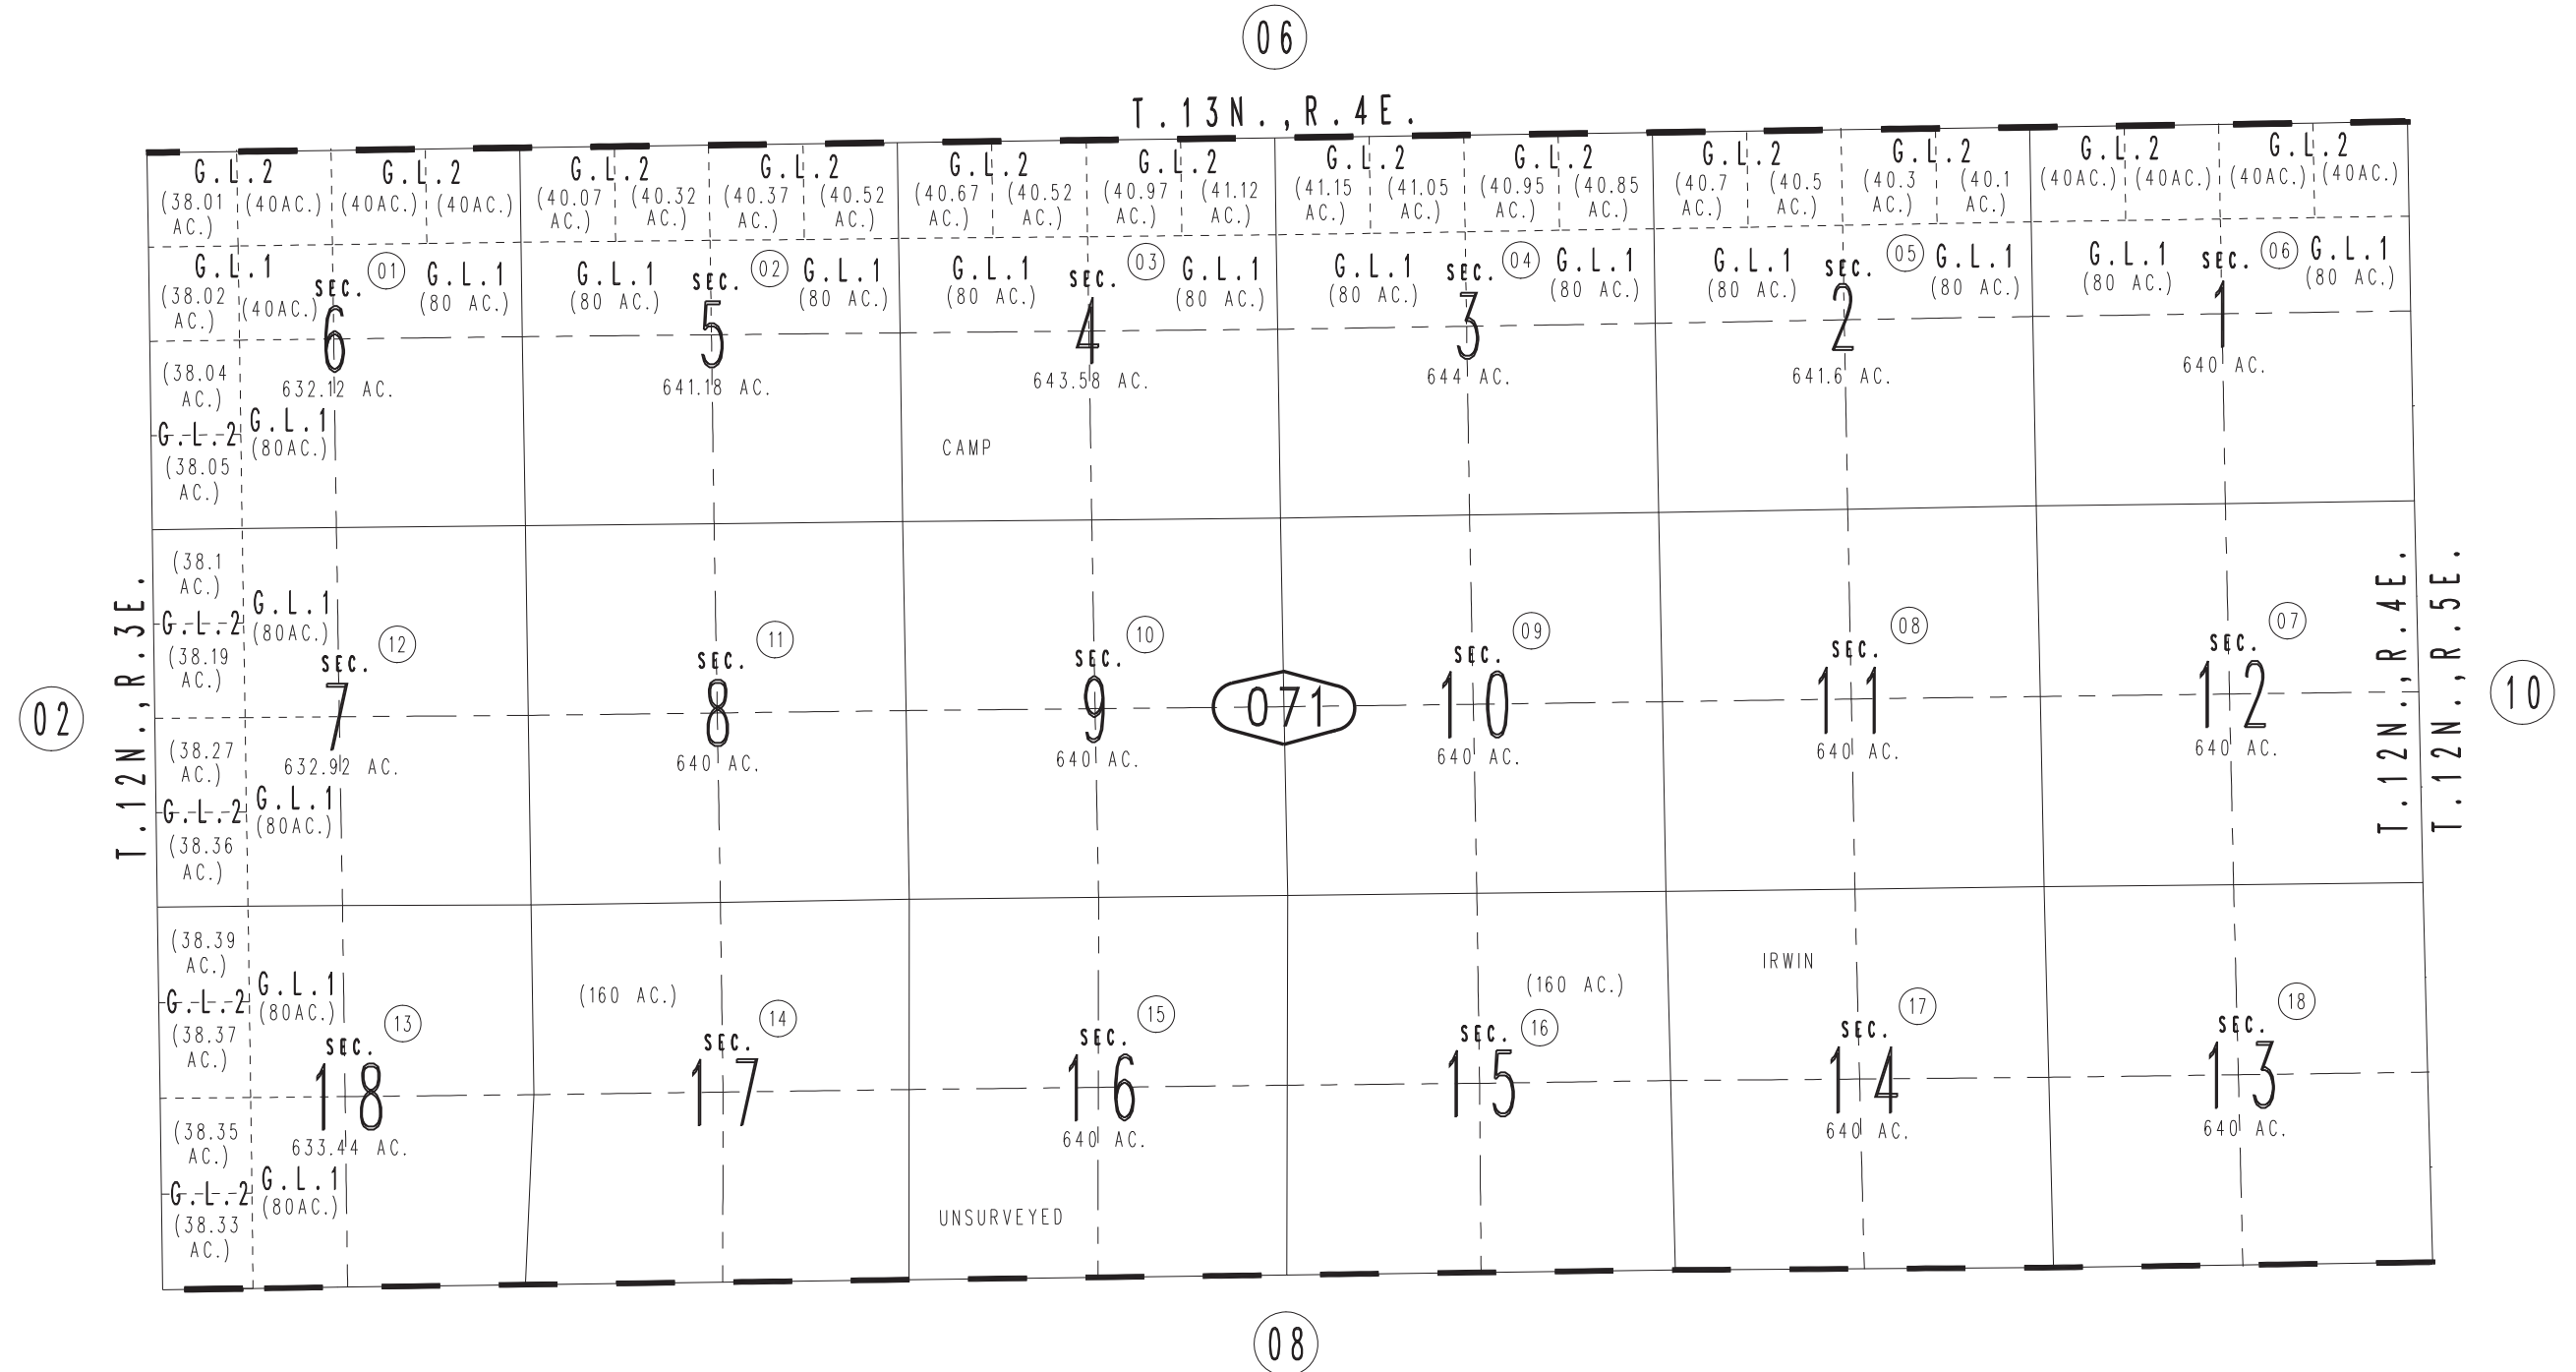 06
T.13N.,R.4E.
G.L.2 G.L.2 G.L.2 G.L.2 G.L.2 G.L.2 G.L.2 G.L.2 G.L.2 G.L.2 G.L.2 G.L.2
(38.01 AC.) (40AC.) (40AC.) (40AC.) (40.07 AC.) (40.32 AC.) (40.37 AC.) (40.52 AC.) (40.67 AC.) (40.52 AC.) (40.97 AC.) (41.12 AC.) (41.15 AC.) (41.05 AC.) (40.95 AC.) (40.85 AC.) (40.7 AC.) (40.5 AC.) (40.3 AC.) (40.1 AC.) (40AC.) (40AC.) (40AC.) (40AC.)
G.L.1 SEC. 01 G.L.1 G.L.1 SEC. 02 G.L.1 G.L.1 SEC. 03 G.L.1 G.L.1 SEC. 04 G.L.1 G.L.1 SEC. 05 G.L.1 G.L.1 SEC. 06 G.L.1
(38.02 AC.) (40AC.) (80 AC.) (80 AC.) (80 AC.) (80 AC.) (80 AC.) (80 AC.) (80 AC.) (80 AC.) (80 AC.) (80 AC.) (80 AC.)
6 5 4 3 2 1
632.12 AC. 641.18 AC. 643.58 AC. 644 AC. 641.6 AC. 640 AC.
(38.04
AC.)
G.L.2 G.L.1
(80AC.)
(38.05
AC.)
CAMP
(38.1
AC.)
G.L.2 G.L.1
(80AC.)
(38.19
AC.)
SEC. 12 SEC. 11 SEC. 10 SEC. 09 SEC. 08 SEC. 07
02 T.12N.,R.3E. 7 8 9 071 10 11 12 T.12N.,R.4E. T.12N.,R.5E. 10
632.92 AC. 640 AC. 640 AC. 640 AC. 640 AC. 640 AC.
(38.27
AC.)
G.L.2 G.L.1
(80AC.)
(38.36
AC.)
(38.39
AC.)
G.L.2 G.L.1
(80AC.)
(38.37
AC.)
(160 AC.) (160 AC.) IRWIN
SEC. 13 SEC. 14 SEC. 15 SEC. 16 SEC. 17 SEC. 18
18 17 16 15 14 13
633.44 AC. 640 AC. 640 AC. 640 AC.
(38.35
AC.)
G.L.2 G.L.1
(80AC.)
(38.33
AC.)
UNSURVEYED
08